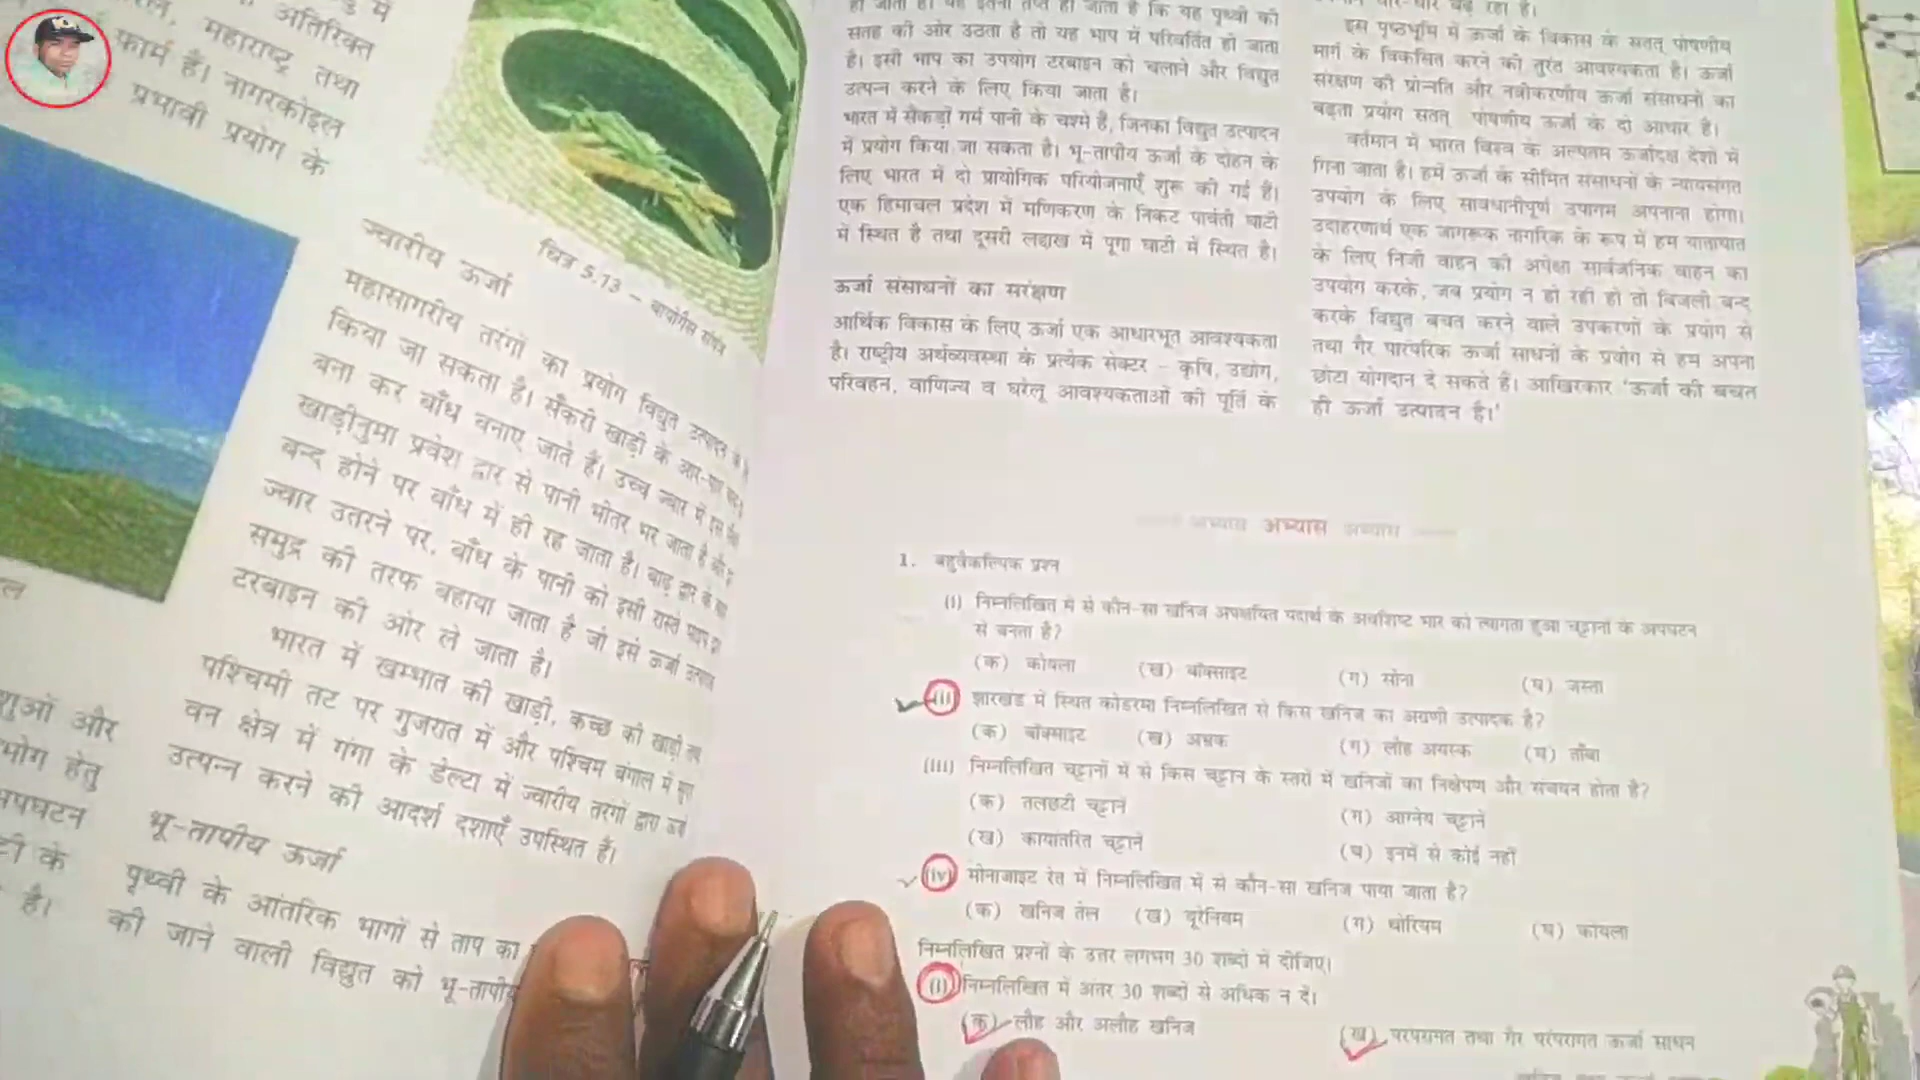 में
अतिरिक्त
महाराष्ट्र तथा
फार्म हैं। नागरकोइल
प्रभावी प्रयोग के
चित्र 5.13 – बायोगैस संयंत्र
ज्वारीय ऊर्जा
महासागरीय तरंगों का प्रयोग विद्युत उत्पादन
किया जा सकता है। सँकरी खाड़ी के आर-पार
बना कर बाँध बनाए जाते हैं। उच्च ज्वार में इस
खाड़ीनुमा प्रवेश द्वार से पानी भीतर भर जाता है और
बन्द होने पर बाँध में ही रह जाता है। बाढ़ द्वार के
ज्वार उतरने पर, बाँध के पानी को इसी रास्ते
समुद्र की तरफ बहाया जाता है जो इसे ऊर्जा उत्पादक
टरबाइन की ओर ले जाता है।
भारत में खम्भात की खाड़ी, कच्छ की खाड़ी
पश्चिमी तट पर गुजरात में और पश्चिम बंगाल में
वन क्षेत्र में गंगा के डेल्टा में ज्वारीय तरंगों द्वारा
उत्पन्न करने की आदर्श दशाएँ उपस्थित हैं।
भू-तापीय ऊर्जा
पृथ्वी के आंतरिक भागों से ताप का
की जाने वाली विद्युत को भू-तापीय
और
हेतु
के
है।
हो जाता है। यह इतना तप्त हो जाता है कि यह पृथ्वी की
सतह की ओर उठता है तो यह भाप में परिवर्तित हो जाता
है। इसी भाप का उपयोग टरबाइन को चलाने और विद्युत
उत्पन्न करने के लिए किया जाता है।
भारत में सैकड़ों गर्म पानी के चश्मे हैं, जिनका विद्युत उत्पादन
में प्रयोग किया जा सकता है। भू-तापीय ऊर्जा के दोहन के
लिए भारत में दो प्रायोगिक परियोजनाएँ शुरू की गई हैं।
एक हिमाचल प्रदेश में मणिकरण के निकट पार्वती घाटी
में स्थित है तथा दूसरी लद्दाख में पूगा घाटी में स्थित है।
ऊर्जा संसाधनों का सरंक्षण
आर्थिक विकास के लिए ऊर्जा एक आधारभूत आवश्यकता
है। राष्ट्रीय अर्थव्यवस्था के प्रत्येक सेक्टर – कृषि, उद्योग,
परिवहन, वाणिज्य व घरेलू आवश्यकताओं की पूर्ति के
रहा है।
इस पृष्ठभूमि में ऊर्जा के विकास के सतत् पोषणीय
मार्ग के विकसित करने की तुरंत आवश्यकता है। ऊर्जा
संरक्षण की प्रोन्नति और नवीकरणीय ऊर्जा संसाधनों का
बढ़ता प्रयोग सतत् पोषणीय ऊर्जा के दो आधार हैं।
वर्तमान में भारत विश्व के अल्पतम ऊर्जादक्ष देशों में
गिना जाता है। हमें ऊर्जा के सीमित संसाधनों के न्यायसंगत
उपयोग के लिए सावधानीपूर्ण उपागम अपनाना होगा।
उदाहरणार्थ एक जागरूक नागरिक के रूप में हम यातायात
के लिए निजी वाहन की अपेक्षा सार्वजनिक वाहन का
उपयोग करके, जब प्रयोग न हो रही हो तो बिजली बन्द
करके विद्युत बचत करने वाले उपकरणों के प्रयोग से
तथा गैर पारंपरिक ऊर्जा साधनों के प्रयोग से हम अपना
छोटा योगदान दे सकते हैं। आखिरकार 'ऊर्जा की बचत
ही ऊर्जा उत्पादन है।'
अभ्यास अभ्यास अभ्यास
1. बहुवैकल्पिक प्रश्न
(i) निम्नलिखित में से कौन-सा खनिज अपक्षयित पदार्थ के अवशिष्ट भार को त्यागता हुआ चट्टानों के अपघटन
से बनता है?
(क) कोयला (ख) बॉक्साइट (ग) सोना (घ) जस्ता
(ii) झारखंड में स्थित कोडरमा निम्नलिखित से किस खनिज का अग्रणी उत्पादक है?
(क) बॉक्साइट (ख) अभ्रक (ग) लौह अयस्क (घ) ताँबा
(iii) निम्नलिखित चट्टानों में से किस चट्टान के स्तरों में खनिजों का निक्षेपण और संचयन होता है?
(क) तलछटी चट्टानें (ग) आग्नेय चट्टानें
(ख) कायांतरित चट्टानें (घ) इनमें से कोई नहीं
(iv) मोनाजाइट रेत में निम्नलिखित में से कौन-सा खनिज पाया जाता है?
(क) खनिज तेल (ख) यूरेनियम (ग) थोरियम (घ) कोयला
निम्नलिखित प्रश्नों के उत्तर लगभग 30 शब्दों में दीजिए।
(i) निम्नलिखित में अंतर 30 शब्दों से अधिक न दें।
(क) लौह और अलौह खनिज (ख) परंपरागत तथा गैर परंपरागत ऊर्जा साधन